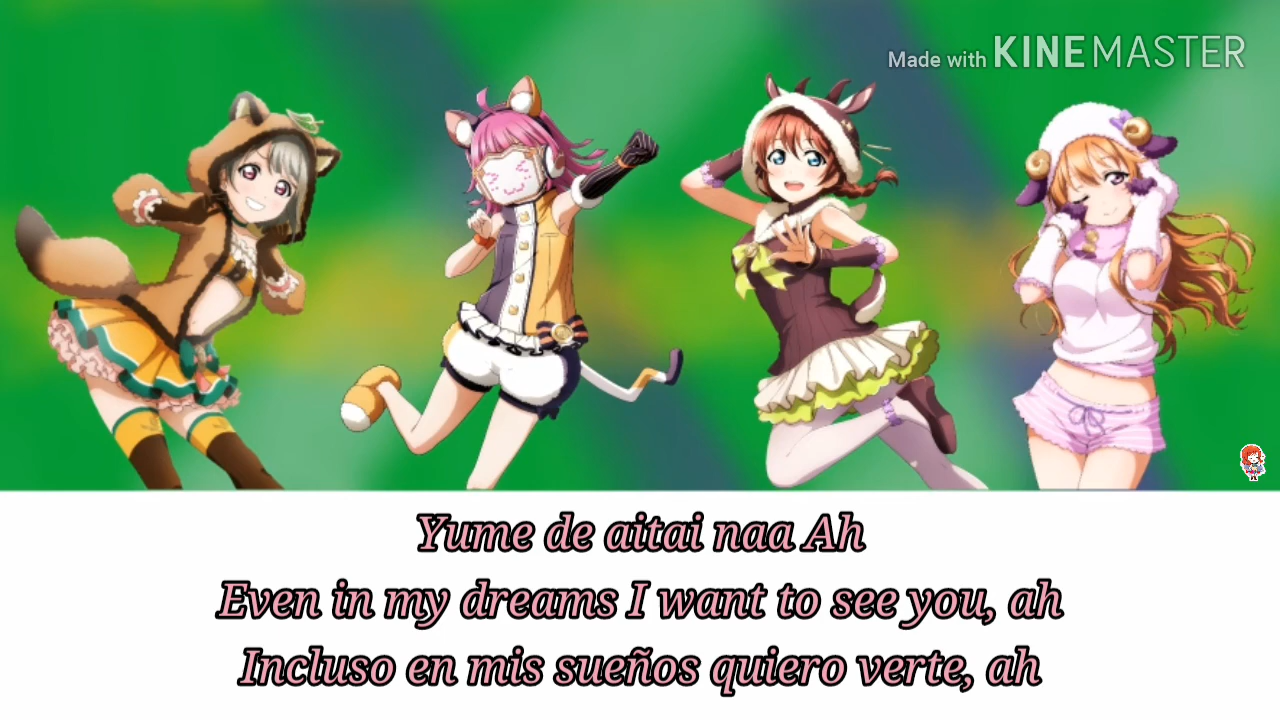 Made with KINEMASTER
Yume de aitai naa Ah
Even in my dreams I want to see you, ah
Incluso en mis sueños quiero verte, ah